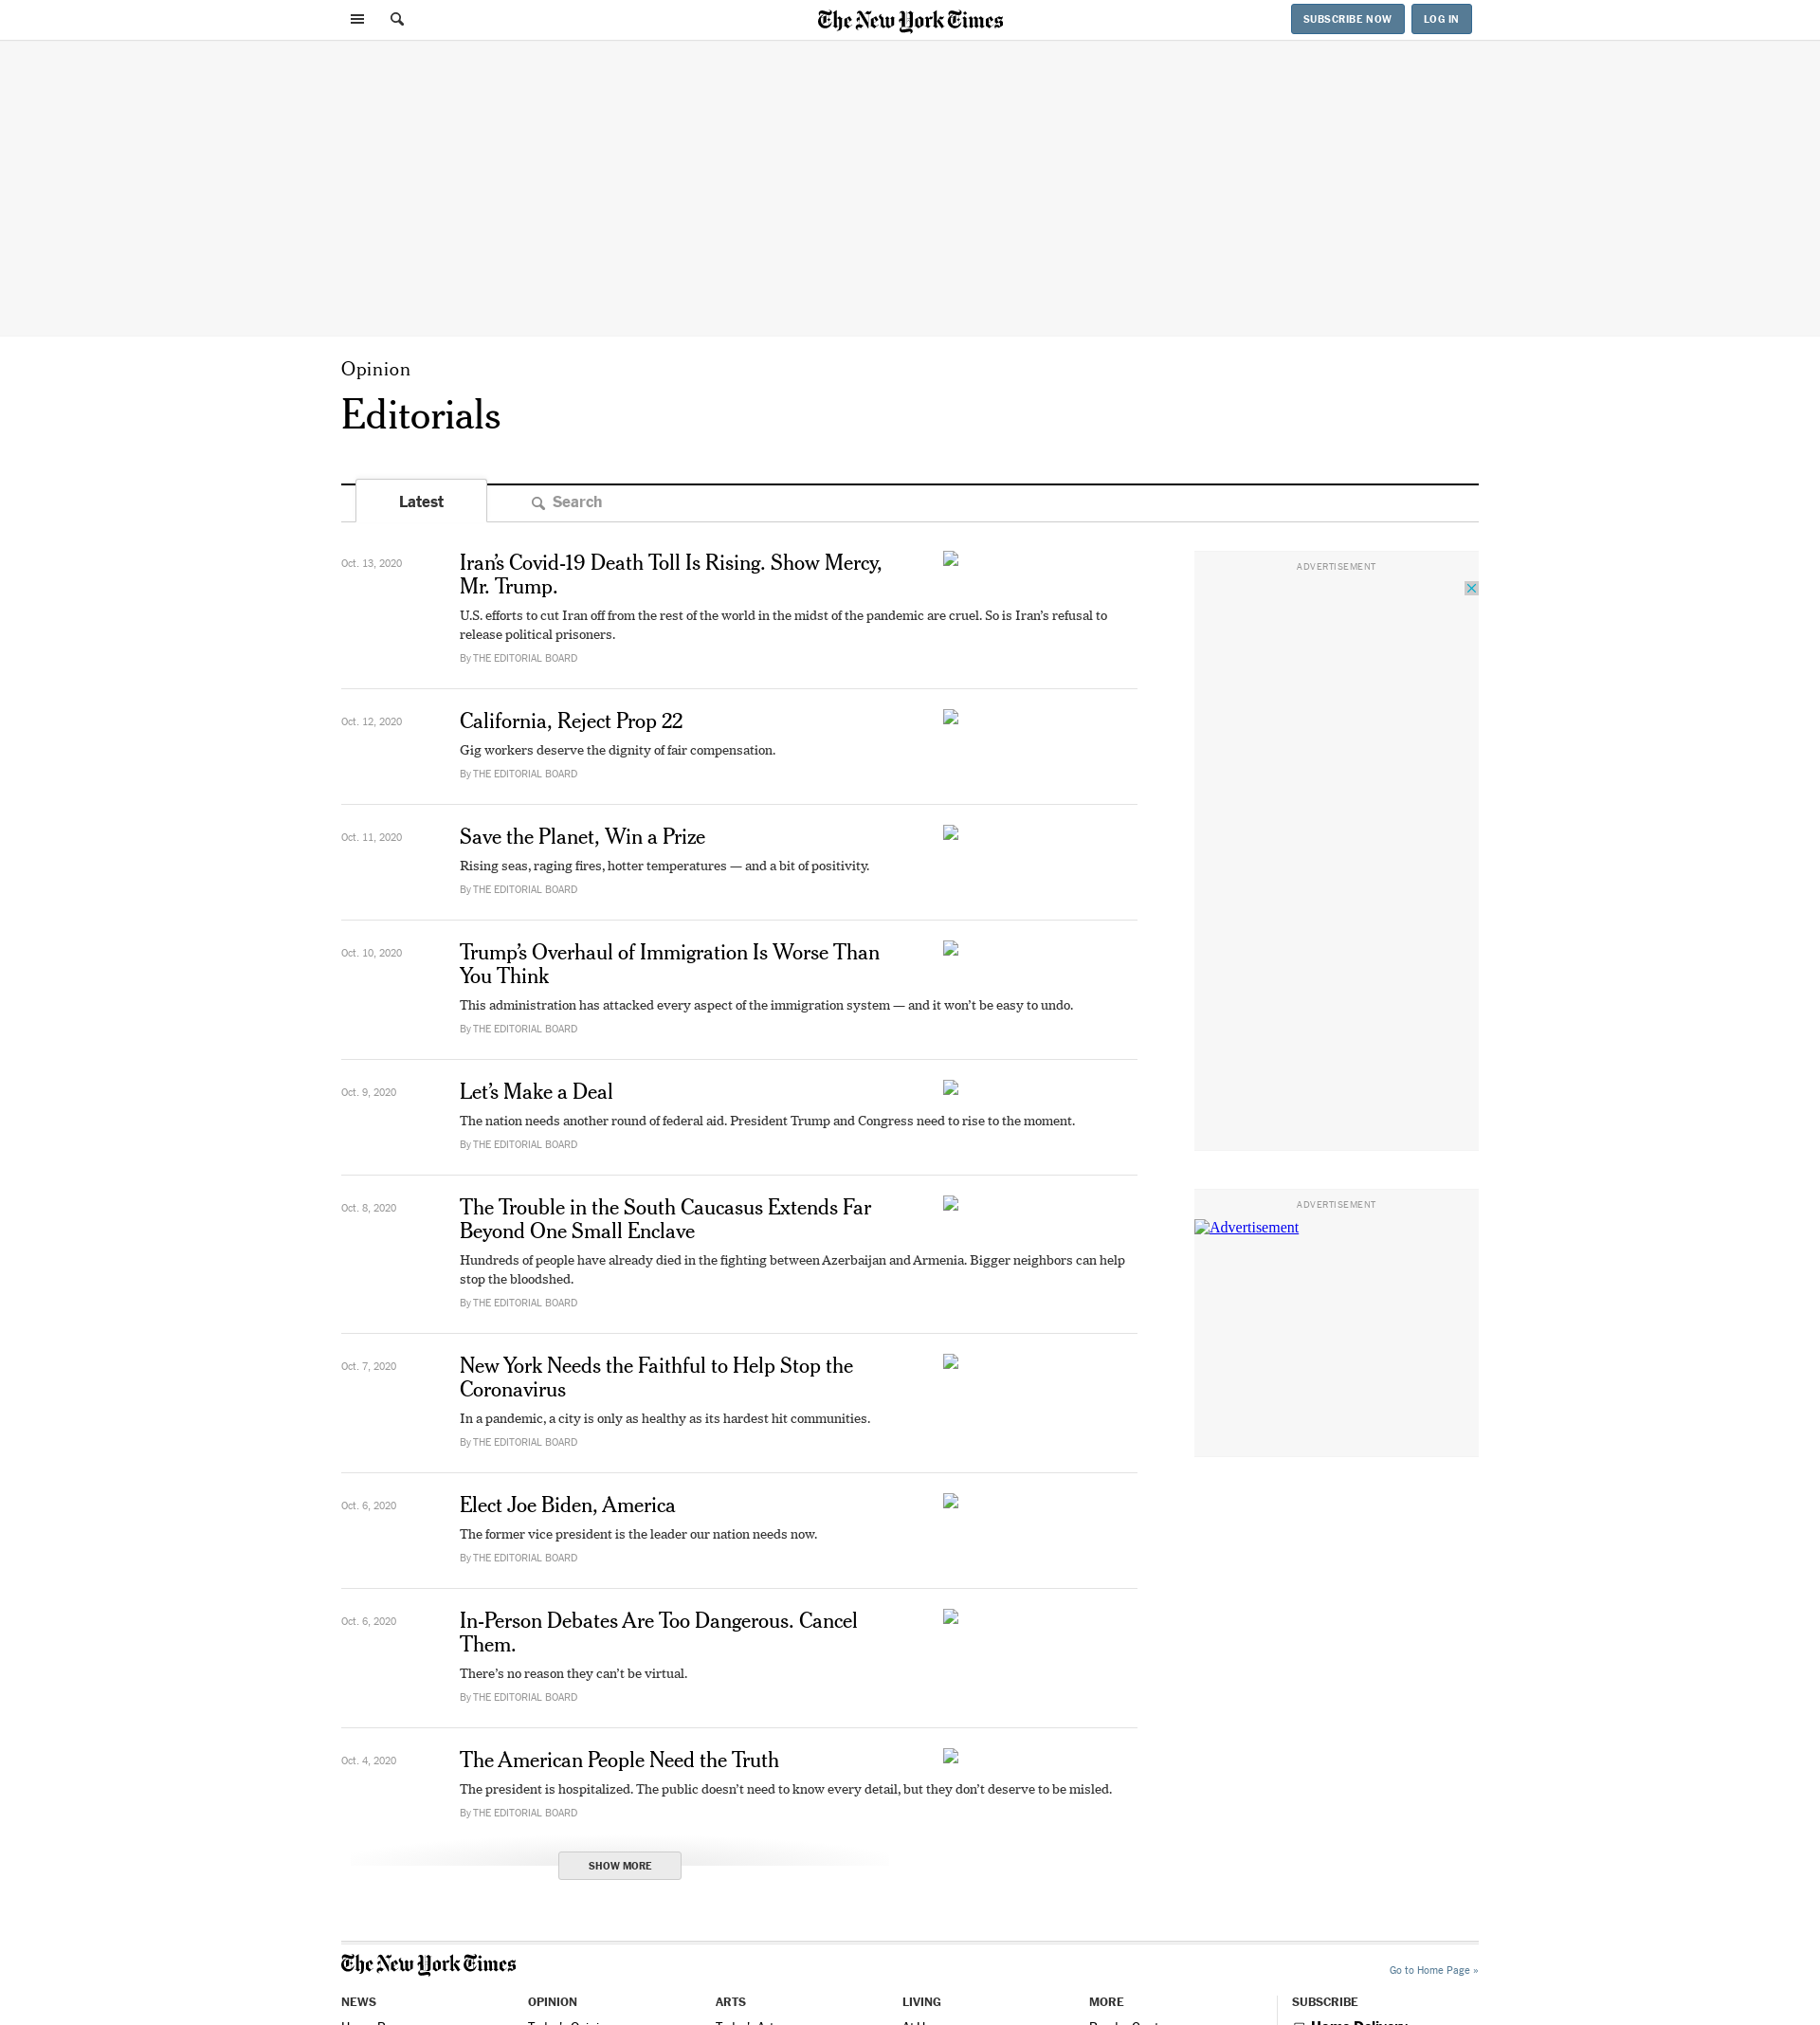 The New York Times
SUBSCRIBE NOW
LOG IN
Opinion
Editorials
Latest
Search
Oct. 13, 2020
Iran’s Covid-19 Death Toll Is Rising. Show Mercy,
Mr. Trump.
U.S. efforts to cut Iran off from the rest of the world in the midst of the pandemic are cruel. So is Iran’s refusal to
release political prisoners.
By THE EDITORIAL BOARD
ADVERTISEMENT
Oct. 12, 2020
California, Reject Prop 22
Gig workers deserve the dignity of fair compensation.
By THE EDITORIAL BOARD
Oct. 11, 2020
Save the Planet, Win a Prize
Rising seas, raging fires, hotter temperatures — and a bit of positivity.
By THE EDITORIAL BOARD
Oct. 10, 2020
Trump’s Overhaul of Immigration Is Worse Than
You Think
This administration has attacked every aspect of the immigration system — and it won’t be easy to undo.
By THE EDITORIAL BOARD
Oct. 9, 2020
Let’s Make a Deal
The nation needs another round of federal aid. President Trump and Congress need to rise to the moment.
By THE EDITORIAL BOARD
Oct. 8, 2020
The Trouble in the South Caucasus Extends Far
Beyond One Small Enclave
Hundreds of people have already died in the fighting between Azerbaijan and Armenia. Bigger neighbors can help
stop the bloodshed.
By THE EDITORIAL BOARD
ADVERTISEMENT
Advertisement
Oct. 7, 2020
New York Needs the Faithful to Help Stop the
Coronavirus
In a pandemic, a city is only as healthy as its hardest hit communities.
By THE EDITORIAL BOARD
Oct. 6, 2020
Elect Joe Biden, America
The former vice president is the leader our nation needs now.
By THE EDITORIAL BOARD
Oct. 6, 2020
In-Person Debates Are Too Dangerous. Cancel
Them.
There’s no reason they can’t be virtual.
By THE EDITORIAL BOARD
Oct. 4, 2020
The American People Need the Truth
The president is hospitalized. The public doesn’t need to know every detail, but they don’t deserve to be misled.
By THE EDITORIAL BOARD
SHOW MORE
The New York Times
Go to Home Page »
NEWS
OPINION
ARTS
LIVING
MORE
SUBSCRIBE
Home Delivery